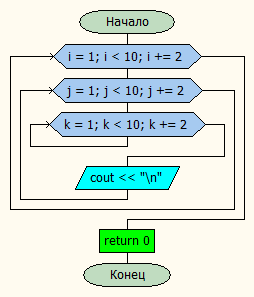 Начало
i = 1; i < 10; i += 2
j = 1; j < 10; j += 2
k = 1; k < 10; k += 2
cout << "\n"
return 0
Конец